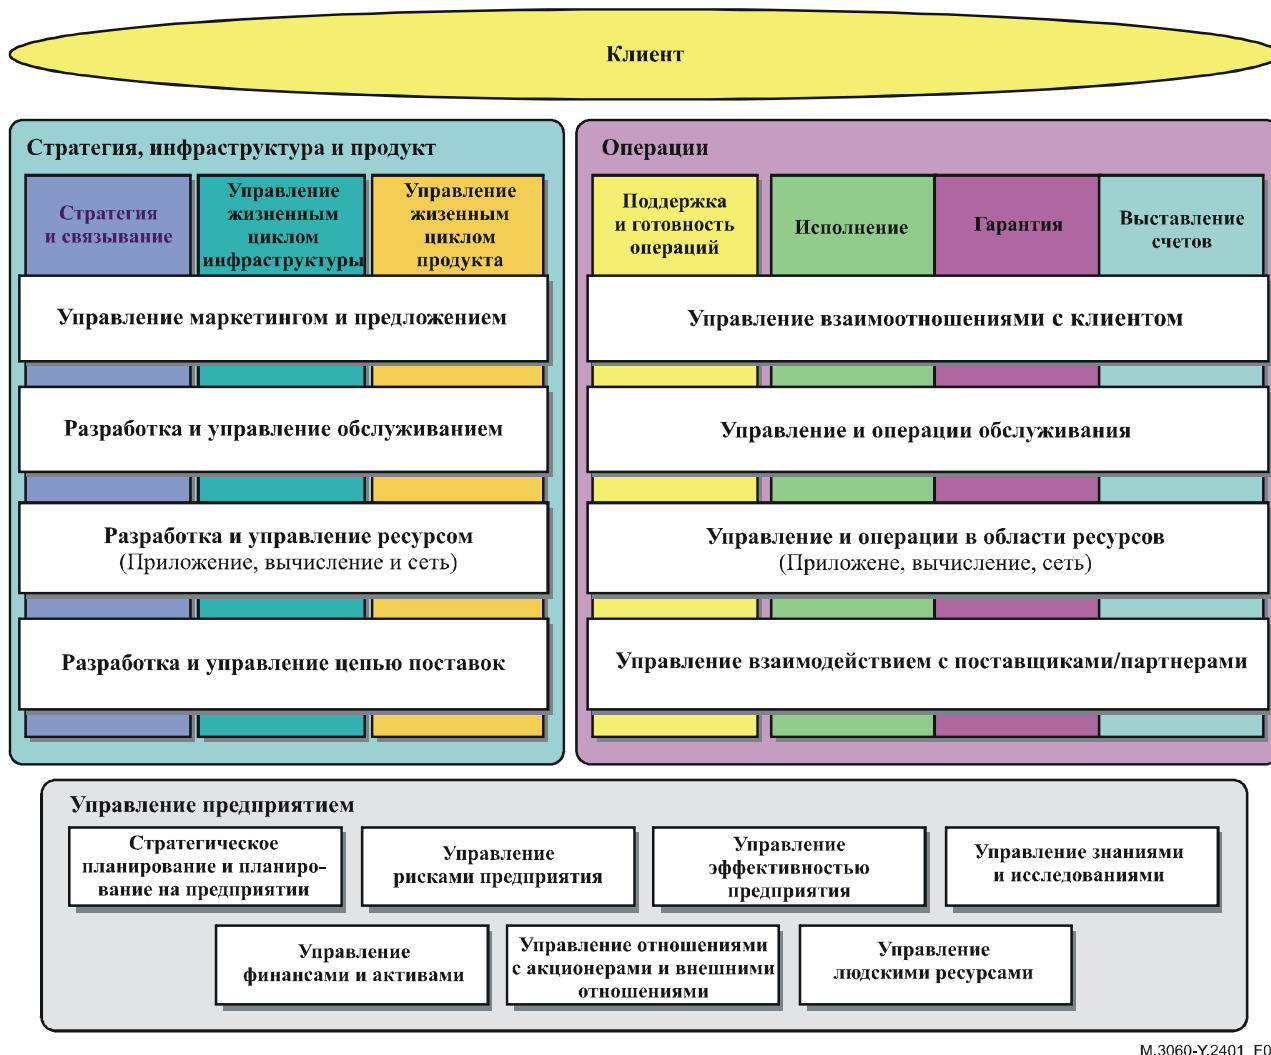 Клиент
Стратегия, инфраструктура и продукт
Стратегия
и связывание
Управление
жизненным
циклом
инфраструктуры
Управление
жизенным
циклом
продукта
Управление маркетингом и предложением
Разработка и управление обслуживанием
Разработка и управление ресурсом
(Приложение, вычисление и сеть)
Разработка и управление цепью поставок
Операции
Поддержка
и готовность
операций
Исполнение
Гарантия
Выставление
счетов
Управление взаимоотношениями с клиентом
Управление и операции обслуживания
Управление и операции в области ресурсов
(Приложене, вычисление, сеть)
Управление взаимодействием с поставщиками/партнерами
Управление предприятием
Стратегическое
планирование и планиро-
вание на предприятии
Управление
рисками предприятия
Управление
эффективностью
предприятия
Управление знаниями
и исследованиями
Управление
финансами и активами
Управление отношениями
с акционерами и внешними
отношениями
Управление
людскими ресурсами
M.3060-Y.2401_F0